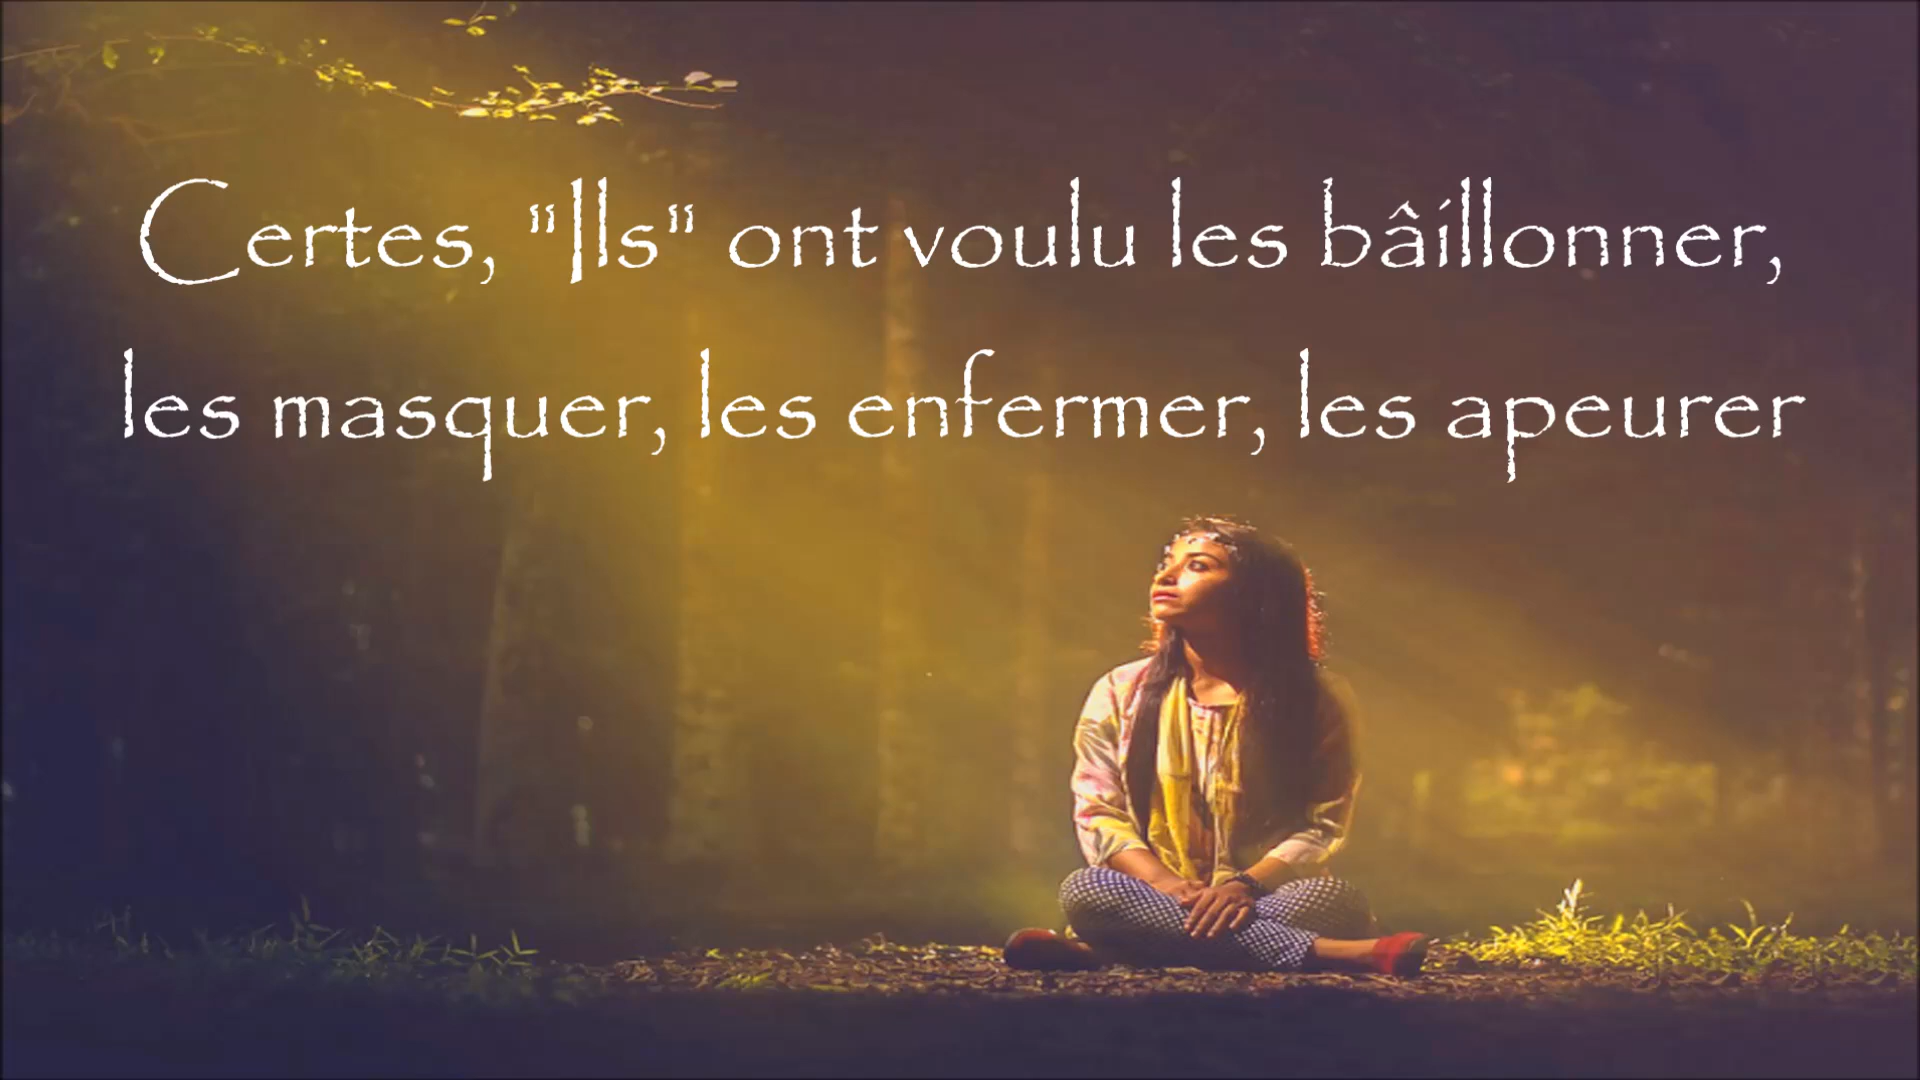 Certes, "Ils" ont voulu les bâillonner,
les masquer, les enfermer, les apeurer